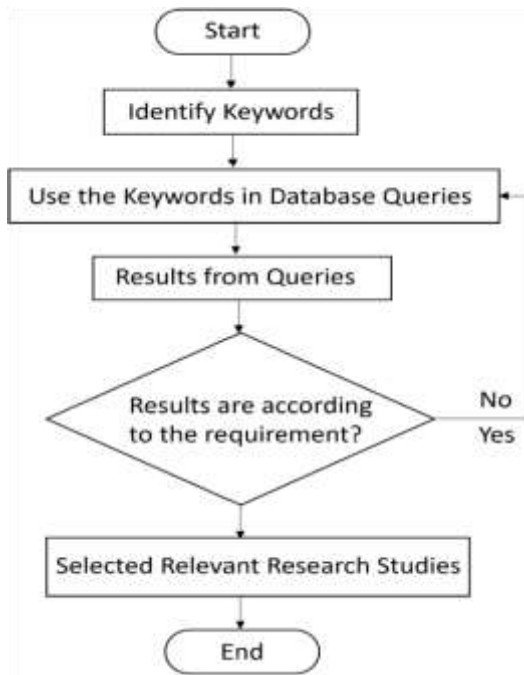 Start
Identify Keywords
Use the Keywords in Database Queries
Results from Queries
Results are according
to the requirement?
No
Yes
Selected Relevant Research Studies
End